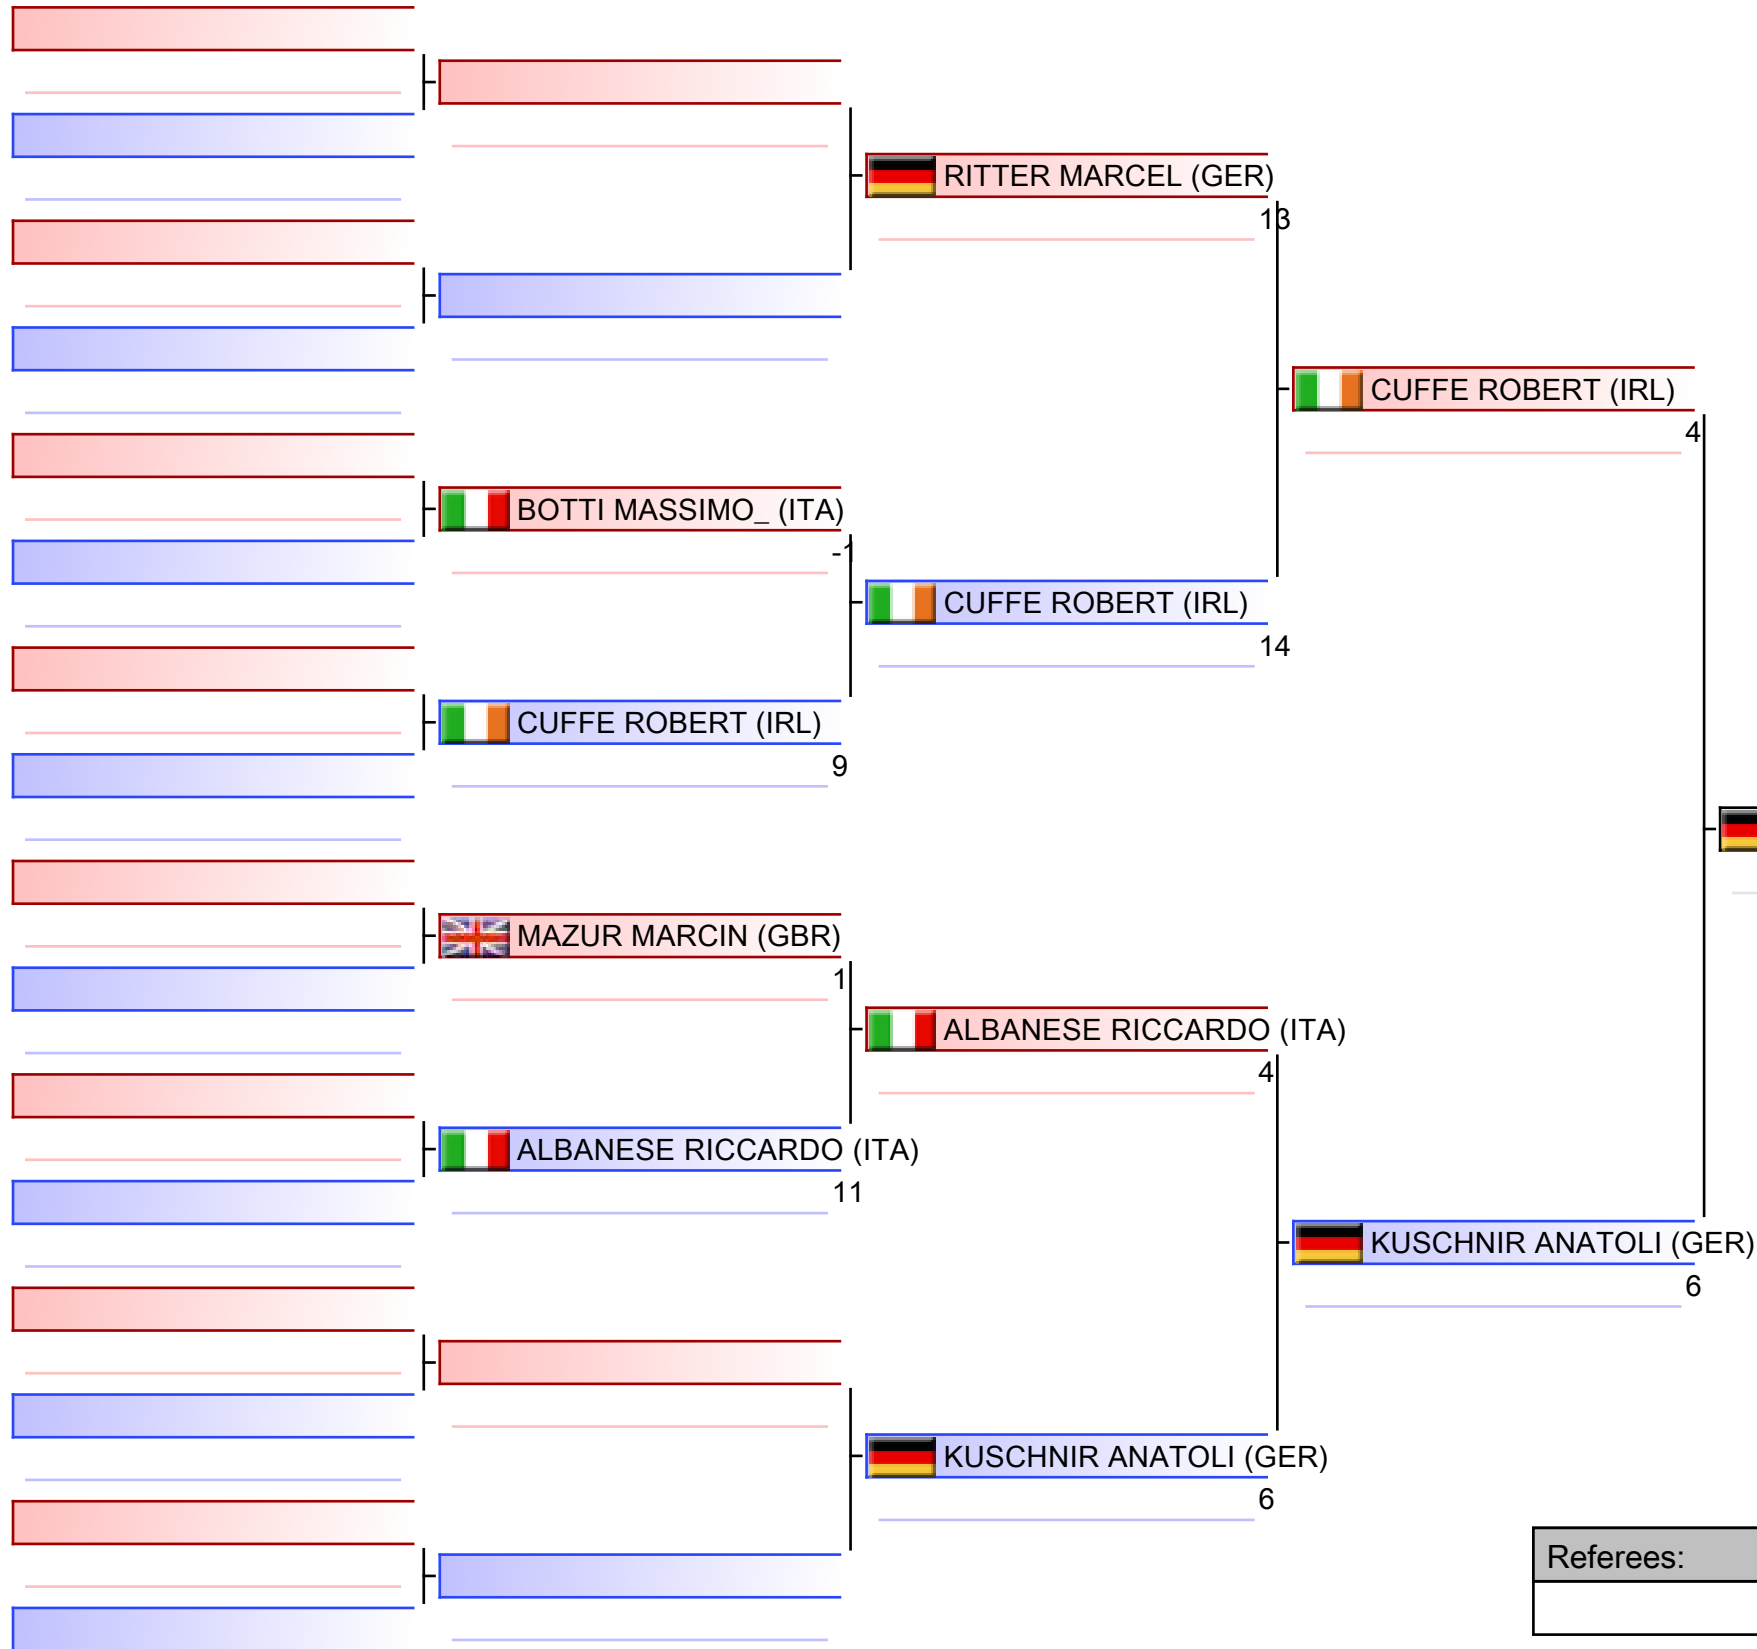 RITTER MARCEL (GER)
13
CUFFE ROBERT (IRL)
4
BOTTI MASSIMO_ (ITA)
-1
CUFFE ROBERT (IRL)
14
CUFFE ROBERT (IRL)
9
MAZUR MARCIN (GBR)
1
ALBANESE RICCARDO (ITA)
4
ALBANESE RICCARDO (ITA)
11
KUSCHNIR ANATOLI (GER)
6
KUSCHNIR ANATOLI (GER)
6
Referees: